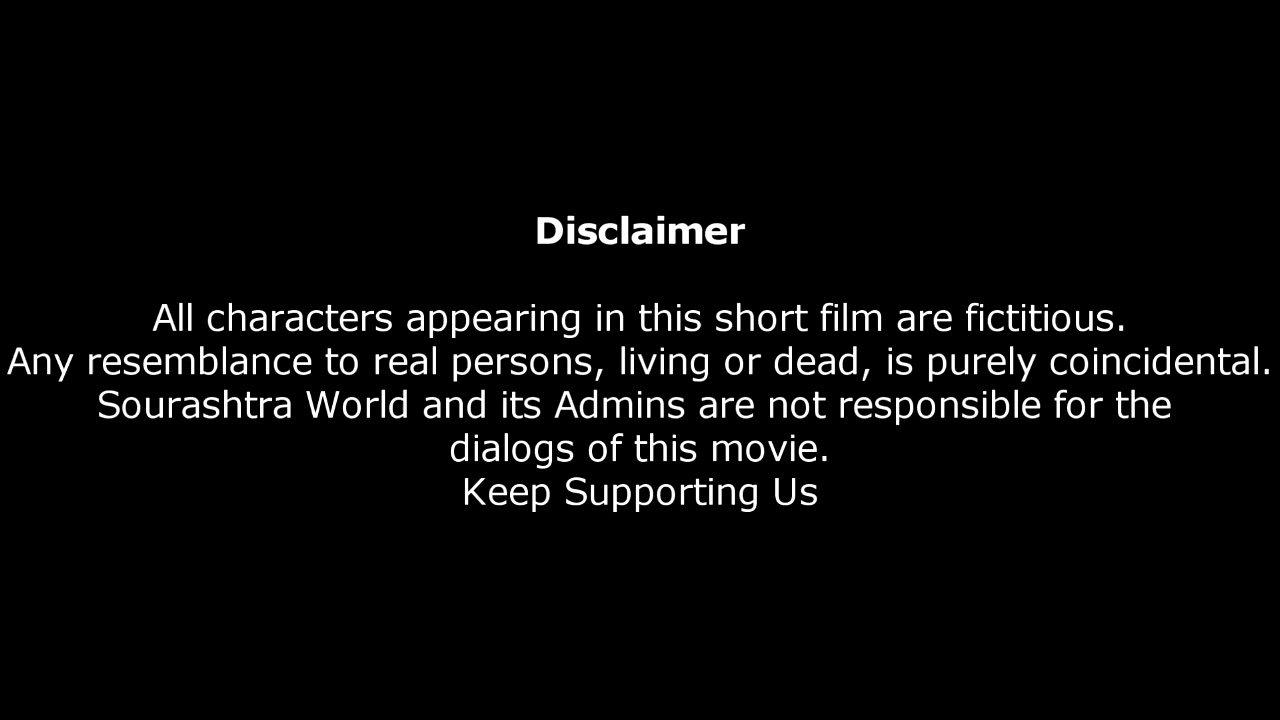 Disclaimer
All characters appearing in this short film are fictitious.
Any resemblance to real persons, living or dead, is purely coincidental.
Sourashtra World and its Admins are not responsible for the
dialogs of this movie.
Keep Supporting Us